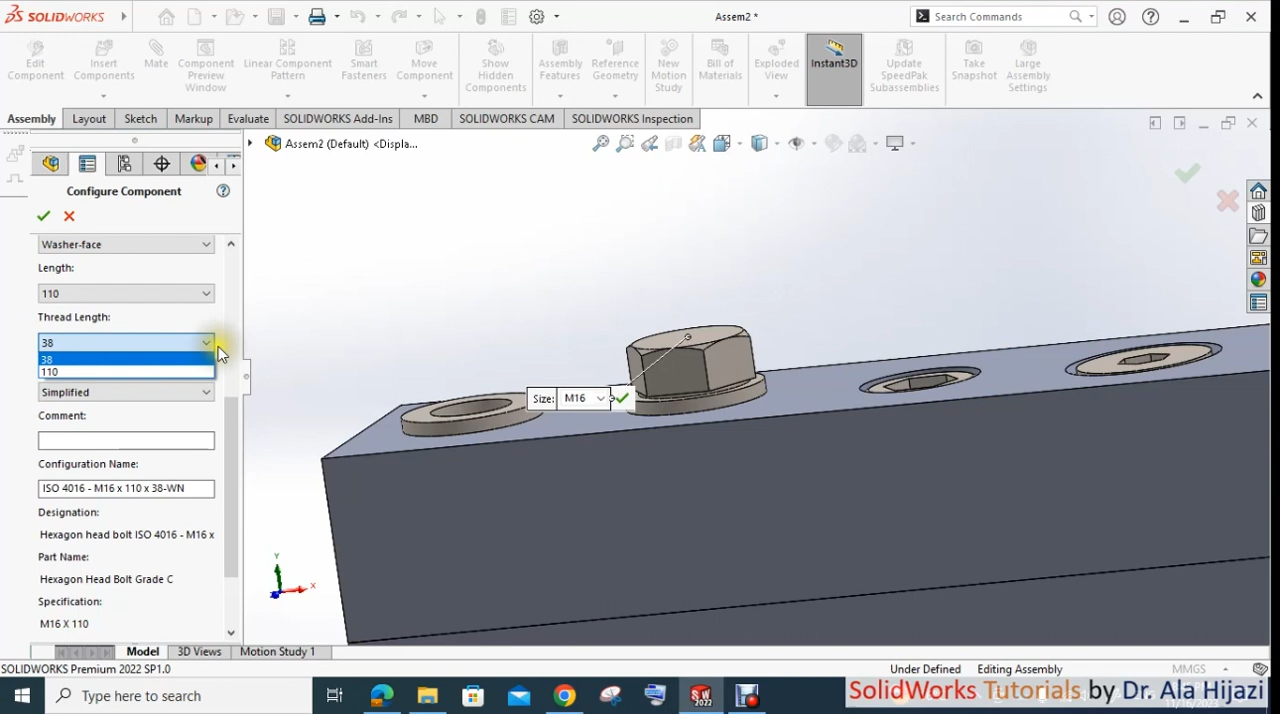 SOLIDWORKS
Assem2 *
Search Commands
Edit Component
Insert Components
Mate
Component Preview Window
Linear Component Pattern
Smart Fasteners
Move Component
Show Hidden Components
Assembly Features
Reference Geometry
New Motion Study
Bill of Materials
Exploded View
Instant3D
Update SpeedPak Subassemblies
Take Snapshot
Large Assembly Settings
Assembly
Layout
Sketch
Markup
Evaluate
SOLIDWORKS Add-Ins
MBD
SOLIDWORKS CAM
SOLIDWORKS Inspection
Assem2 (Default) <Displa...
Configure Component
Washer-face
Length:
110
Thread Length:
38
38
110
Simplified
Comment:
Configuration Name:
ISO 4016 - M16 x 110 x 38-WN
Designation:
Hexagon head bolt ISO 4016 - M16 x
Part Name:
Hexagon Head Bolt Grade C
Specification:
M16 X 110
Size: M16
Y
X
Model
3D Views
Motion Study 1
SOLIDWORKS Premium 2022 SP1.0
Under Defined
Editing Assembly
MMGS
Type here to search
SW 2022
SolidWorks Tutorials by Dr. Ala Hijazi